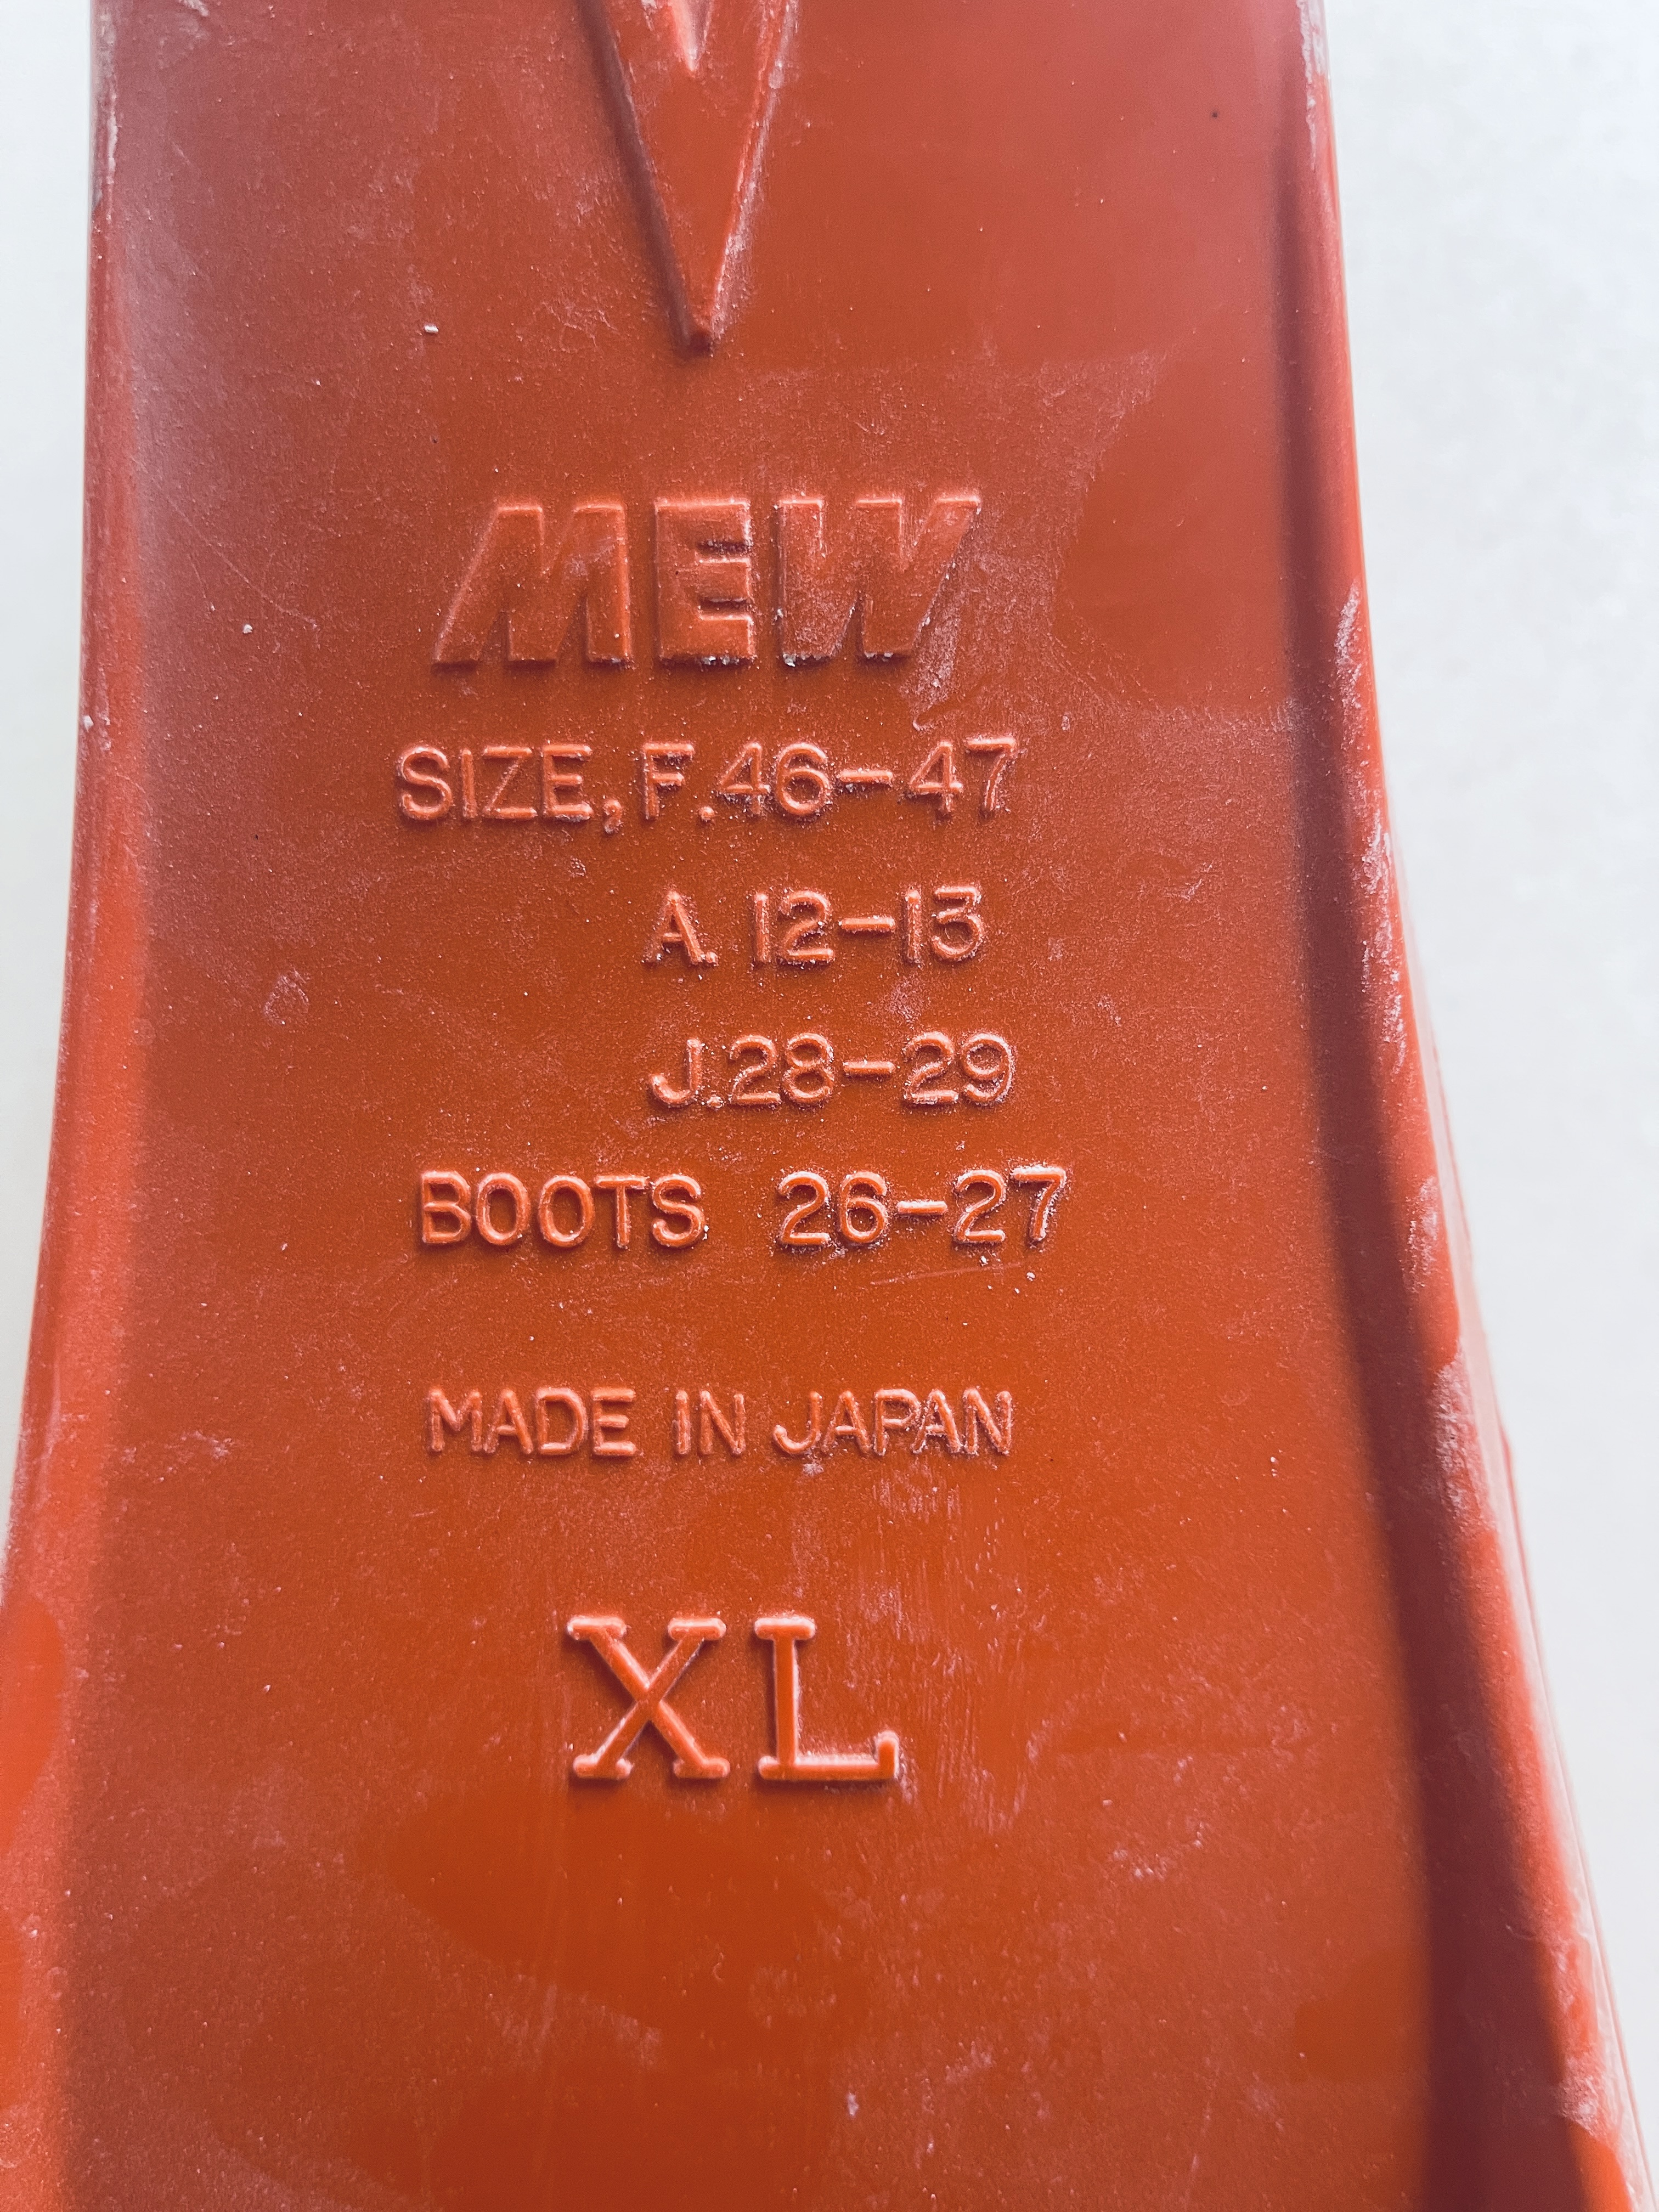 MEW
SIZE, F.46-47
A. 12-13
J.28-29
BOOTS 26-27
MADE IN JAPAN
XL